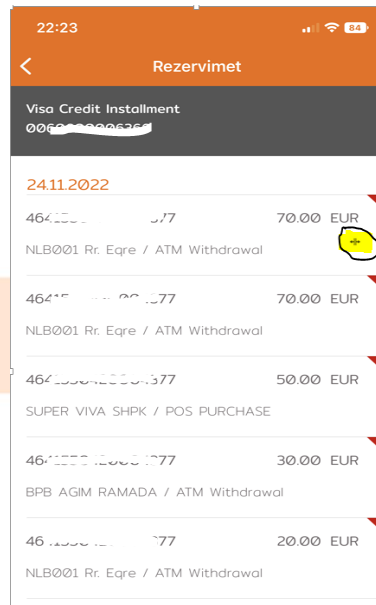 22:23 84
Rezervimet
Visa Credit Installment
24.11.2022
70.00 EUR
NLB001 Rr. Eqre / ATM Withdrawal
70.00 EUR
NLB001 Rr. Eqre / ATM Withdrawal
50.00 EUR
SUPER VIVA SHPK / POS PURCHASE
30.00 EUR
BPB AGIM RAMADA / ATM Withdrawal
20.00 EUR
NLB001 Rr. Eqre / ATM Withdrawal